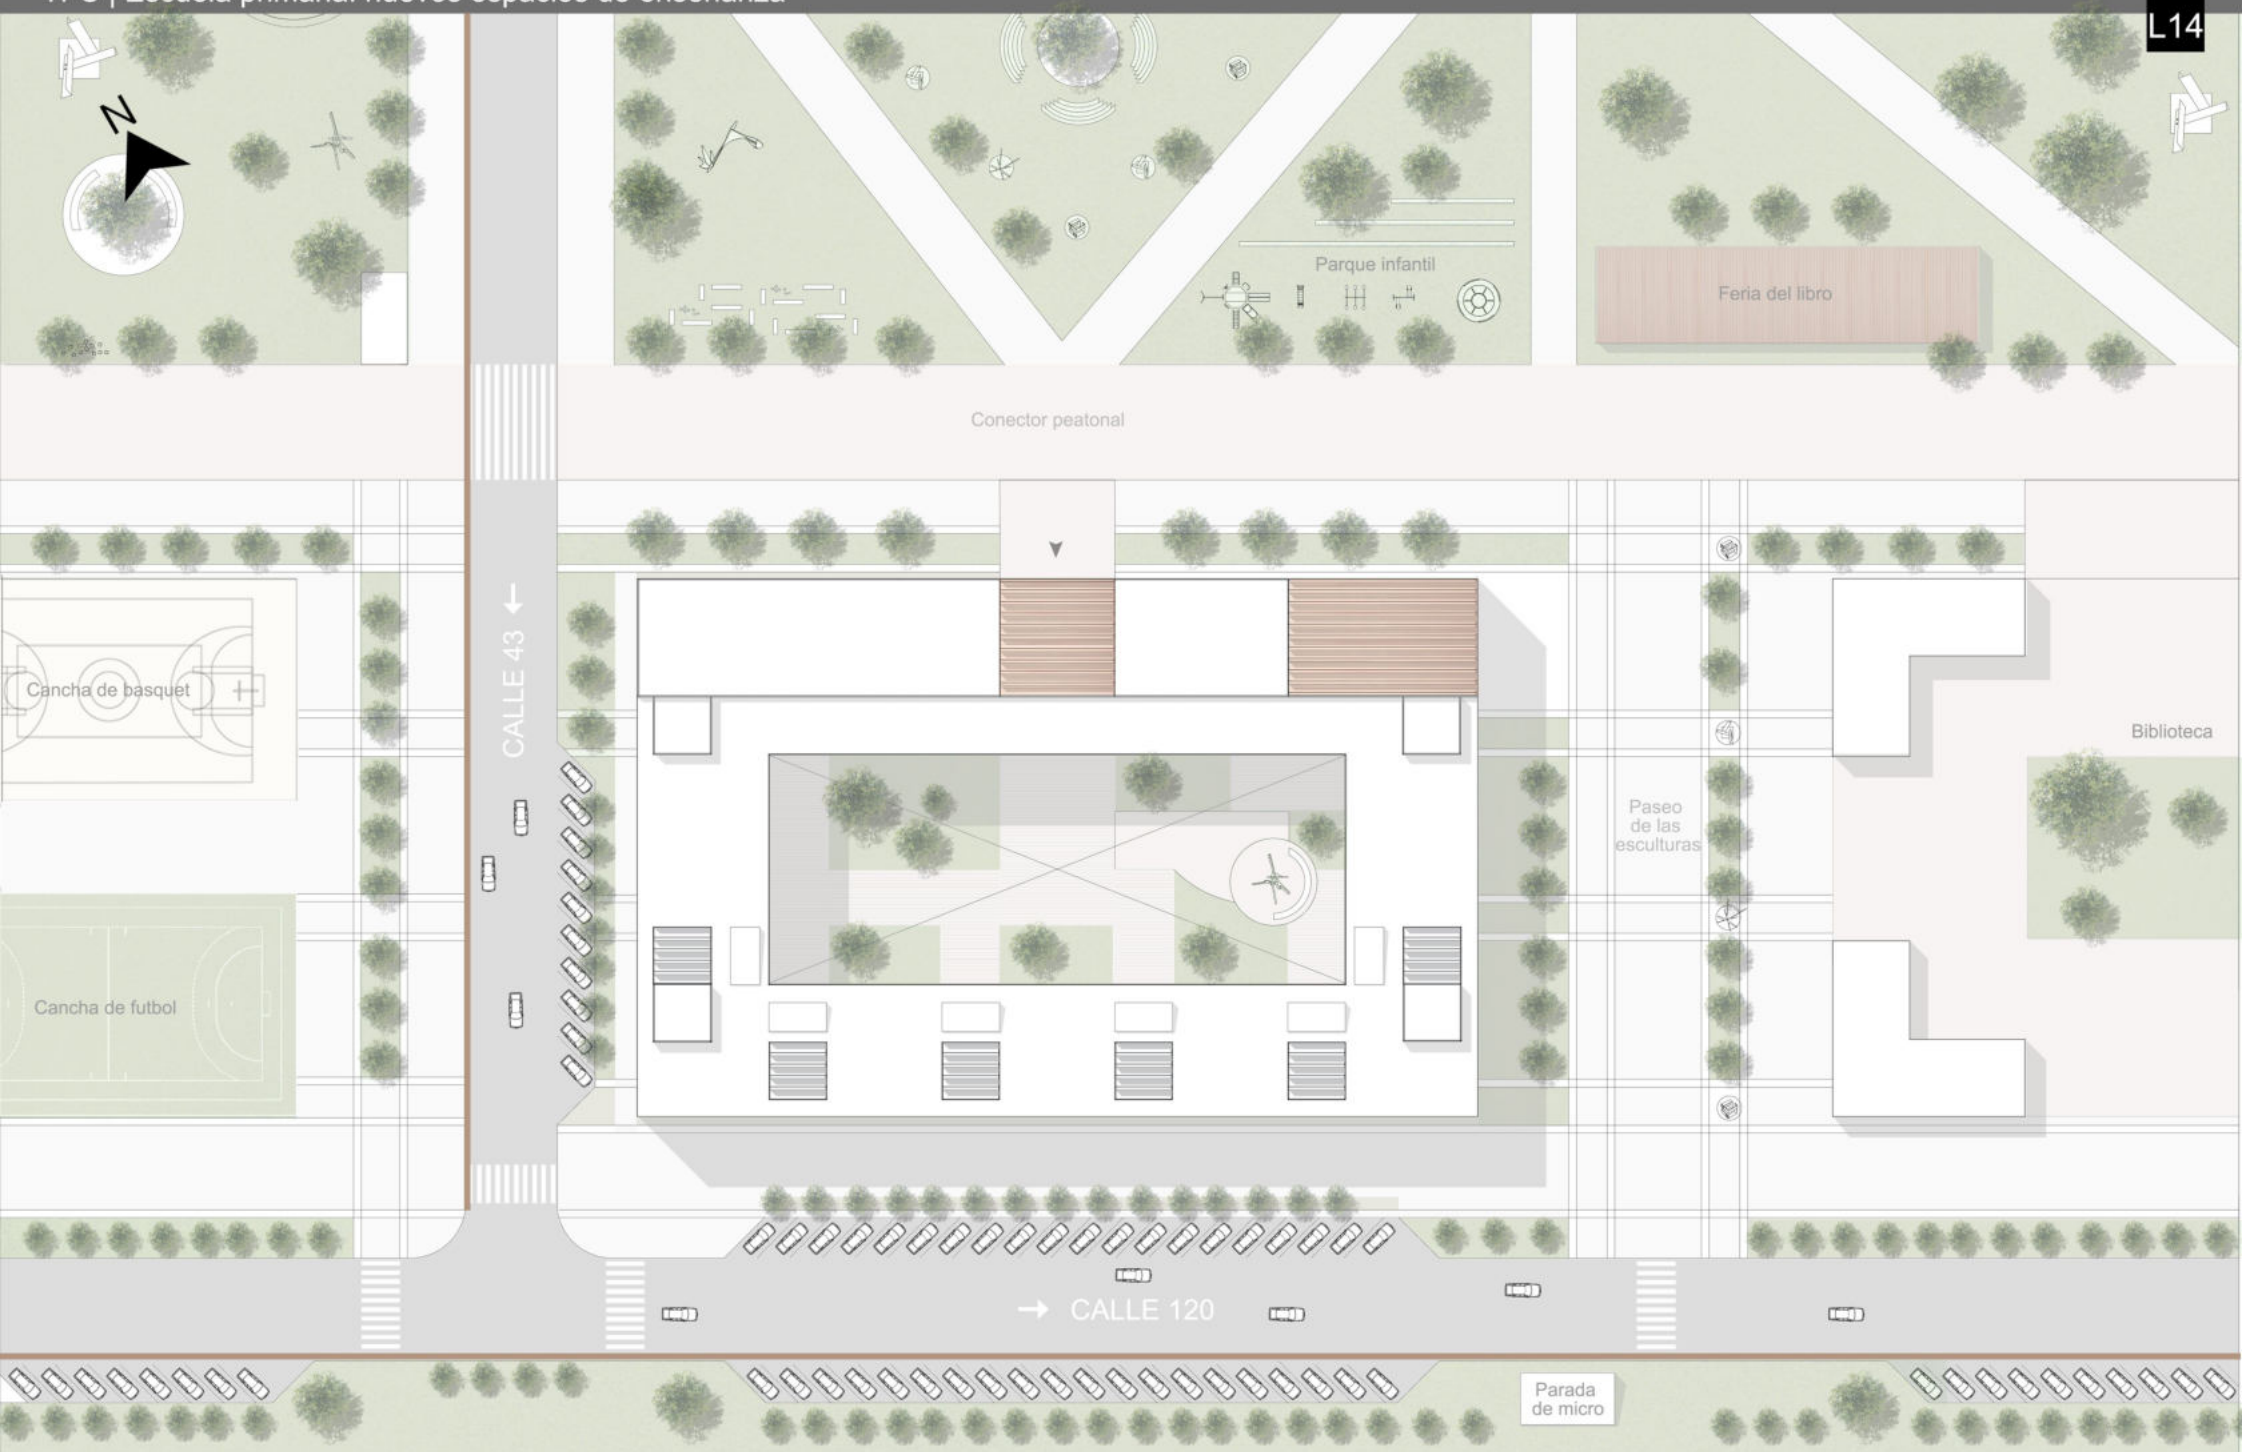 L14
N
Parque infantil
Feria del libro
Conector peatonal
CALLE 43
Cancha de basquet
Biblioteca
Paseo
de las
esculturas
Cancha de futbol
CALLE 120
Parada
de micro